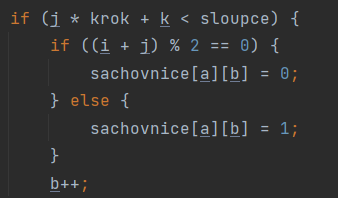 if (j * krok + k < sloupce) {
if ((i + j) % 2 == 0) {
sachovnice[a][b] = 0;
} else {
sachovnice[a][b] = 1;
}
b++;